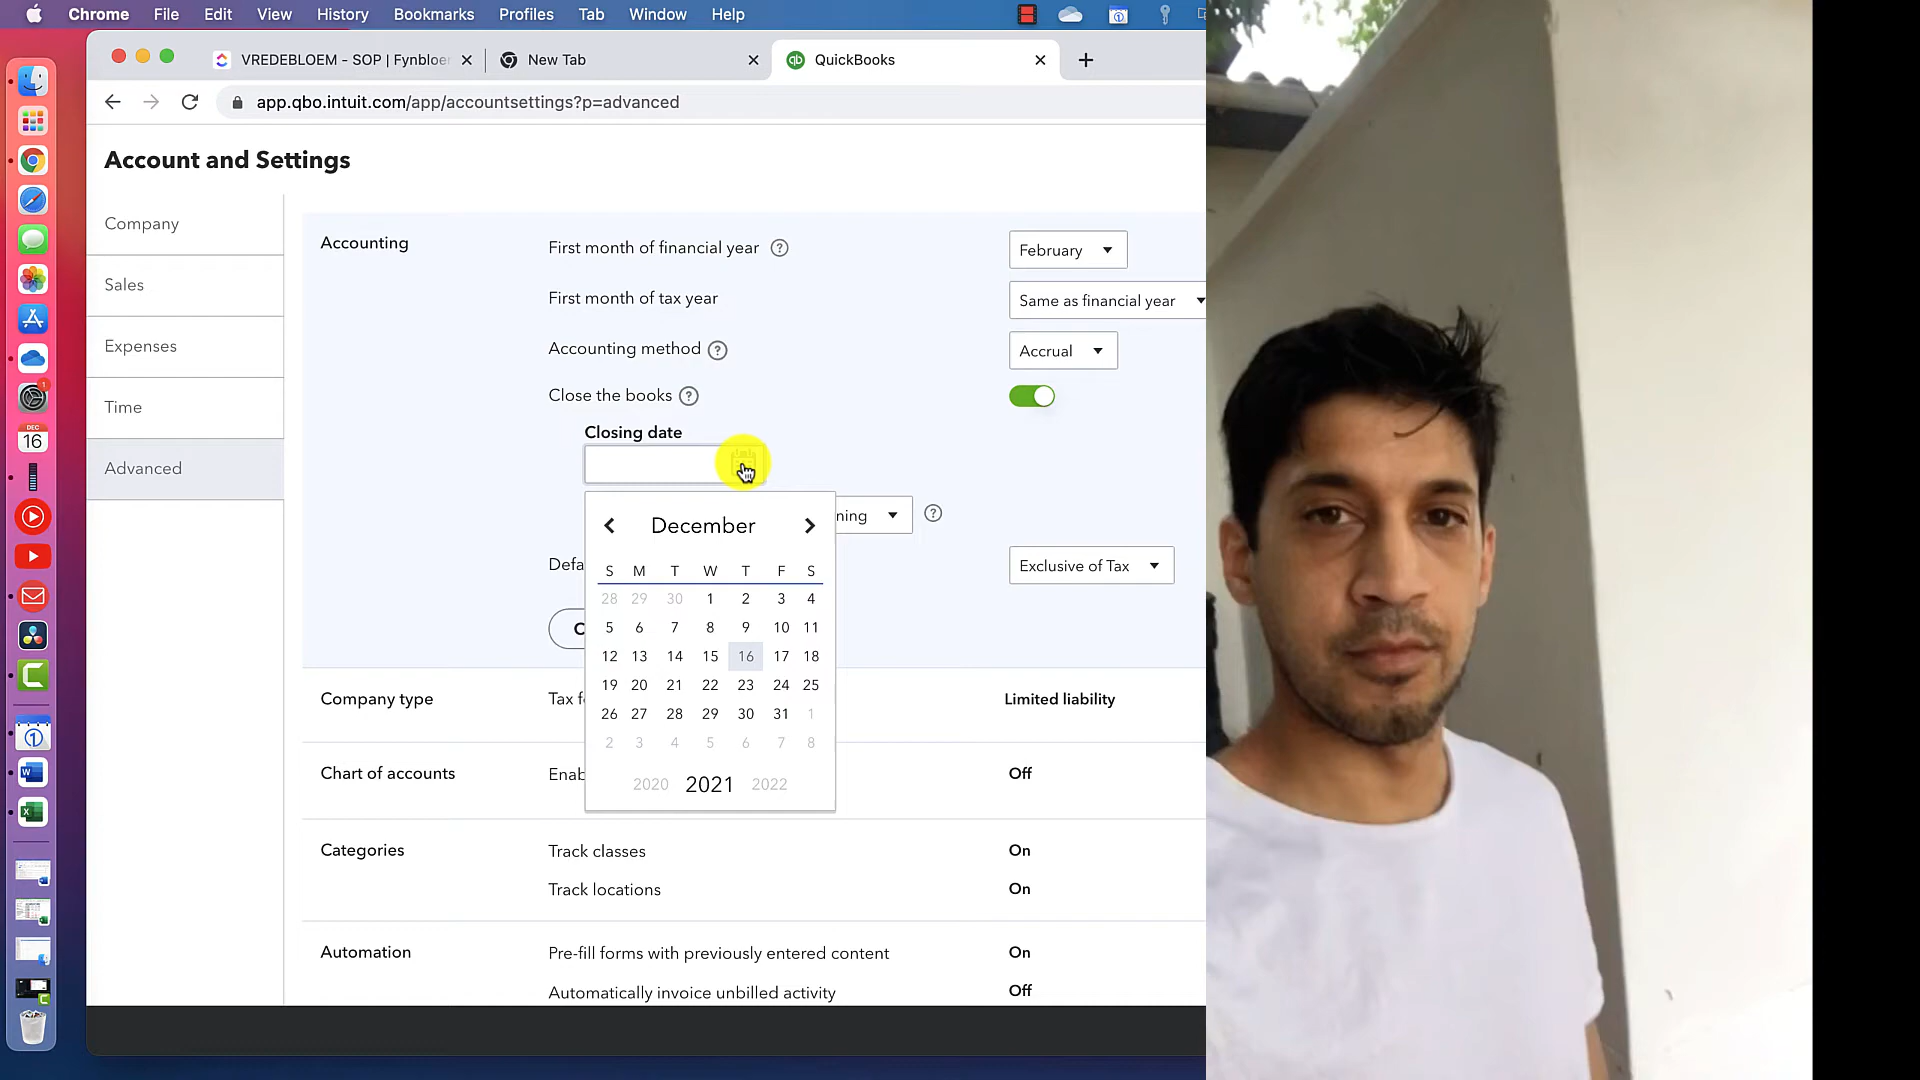 Chrome File Edit View History Bookmarks Profiles Tab Window Help
VREDEBLOEM - SOP | Fynbloe
New Tab
QuickBooks
app.qbo.intuit.com/app/accountsettings?p=advanced
Account and Settings
Company
Sales
Expenses
Time
Advanced
Accounting
First month of financial year ?
February
First month of tax year
Same as financial year
Accounting method ?
Accrual
Close the books ?
Closing date
ning ?
December
S M T W T F S
28 29 30 1 2 3 4
5 6 7 8 9 10 11
12 13 14 15 16 17 18
19 20 21 22 23 24 25
26 27 28 29 30 31 1
2 3 4 5 6 7 8
2020 2021 2022
Defa
Exclusive of Tax
C
Company type
Tax f
Limited liability
Chart of accounts
Enab
Off
Categories
Track classes
On
Track locations
On
Automation
Pre-fill forms with previously entered content
On
Automatically invoice unbilled activity
Off
DEC
16
1